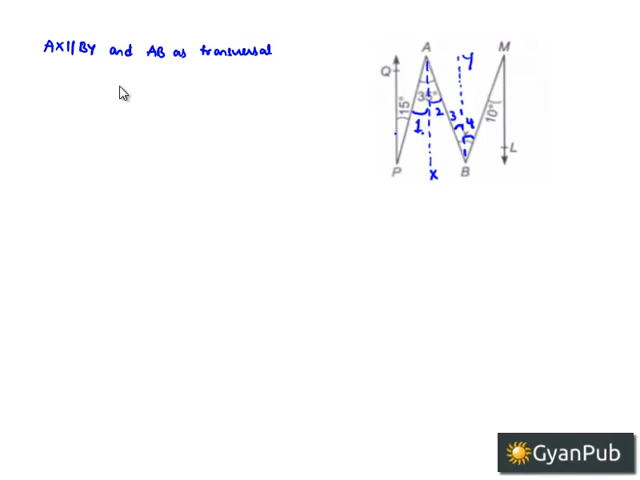 AX||BY and AB as transversal
A
M
y
Q
15°
35°
2
3
4
10°
1.
L
P
x
B
GyanPub